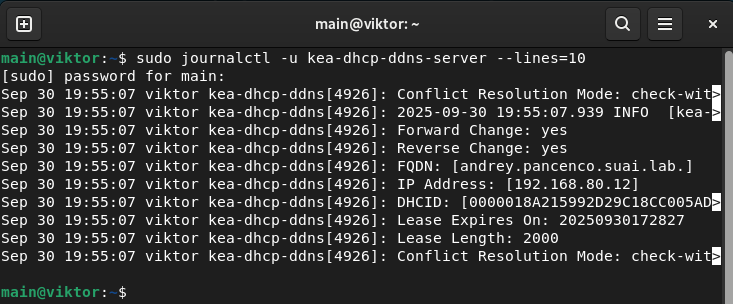 main@viktor: ~
main@viktor:~$ sudo journalctl -u kea-dhcp-ddns-server --lines=10
[sudo] password for main:
Sep 30 19:55:07 viktor kea-dhcp-ddns[4926]: Conflict Resolution Mode: check-wit>
Sep 30 19:55:07 viktor kea-dhcp-ddns[4926]: 2025-09-30 19:55:07.939 INFO  [kea->
Sep 30 19:55:07 viktor kea-dhcp-ddns[4926]: Forward Change: yes
Sep 30 19:55:07 viktor kea-dhcp-ddns[4926]: Reverse Change: yes
Sep 30 19:55:07 viktor kea-dhcp-ddns[4926]: FQDN: [andrey.pancenco.suai.lab.]
Sep 30 19:55:07 viktor kea-dhcp-ddns[4926]: IP Address: [192.168.80.12]
Sep 30 19:55:07 viktor kea-dhcp-ddns[4926]: DHCID: [0000018A215992D29C18CC005AD>
Sep 30 19:55:07 viktor kea-dhcp-ddns[4926]: Lease Expires On: 20250930172827
Sep 30 19:55:07 viktor kea-dhcp-ddns[4926]: Lease Length: 2000
Sep 30 19:55:07 viktor kea-dhcp-ddns[4926]: Conflict Resolution Mode: check-wit>
main@viktor:~$